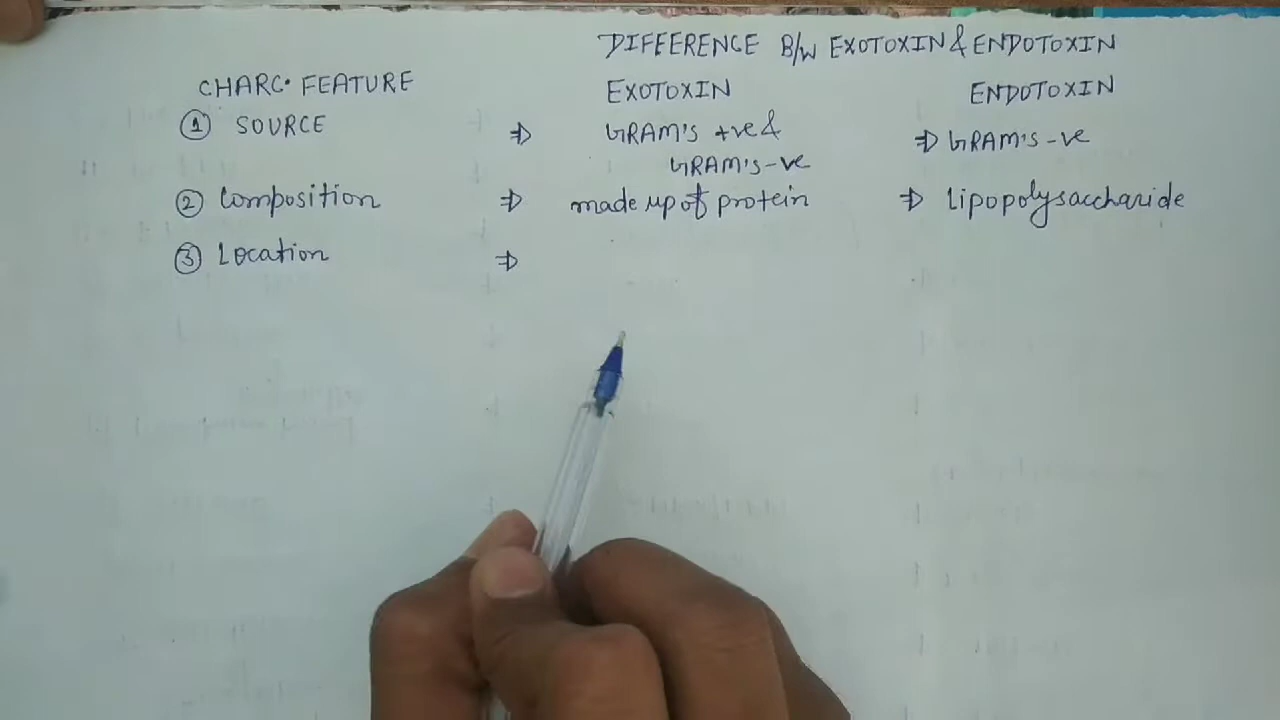 DIFFERENCE B/W EXOTOXIN & ENDOTOXIN
CHARC. FEATURE EXOTOXIN ENDOTOXIN
① SOURCE ⇒ GRAM'S +ve & ⇒ GRAM'S -ve
GRAM'S -ve
② Composition ⇒ made up of protein ⇒ Lipopolysaccharide
③ Location ⇒